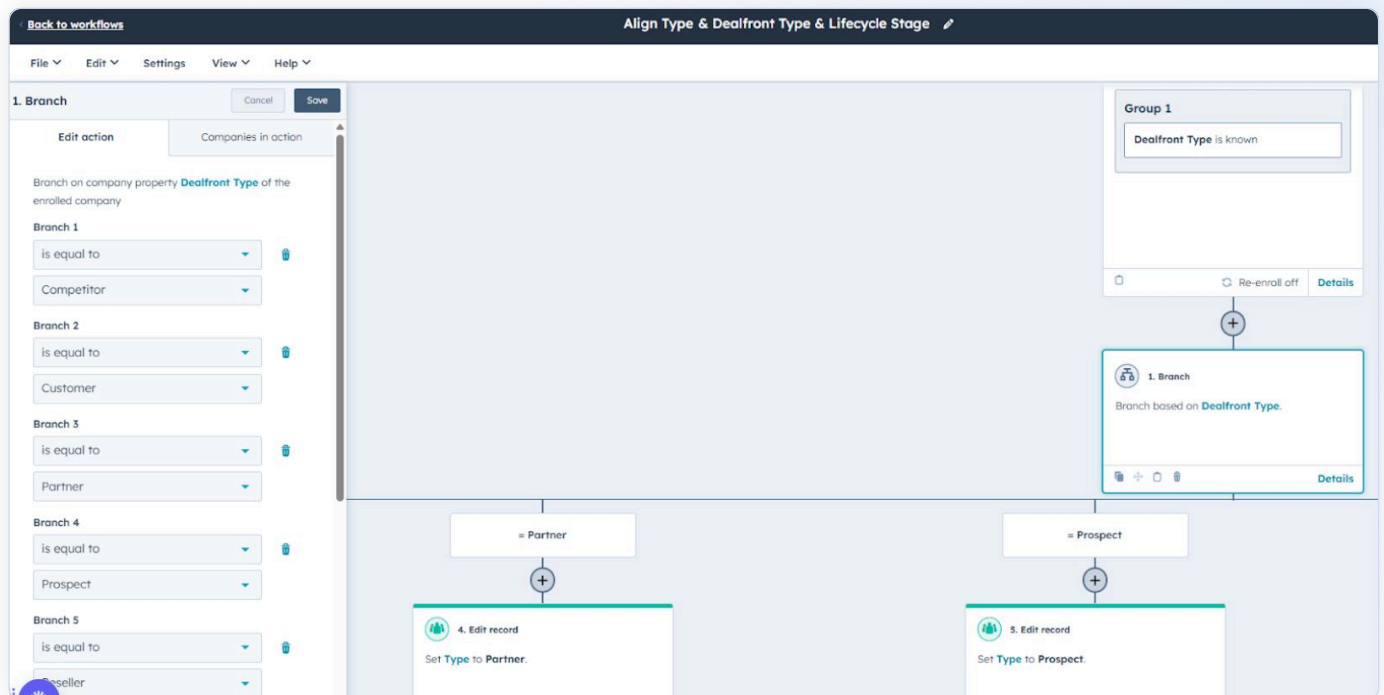 Back to workflows
Align Type & Dealfront Type & Lifecycle Stage
File
Edit
Settings
View
Help
1. Branch
Cancel
Save
Edit action
Companies in action
Branch on company property Dealfront Type of the
enrolled company
Branch 1
is equal to
Competitor
Branch 2
is equal to
Customer
Branch 3
is equal to
Partner
Branch 4
is equal to
Prospect
Branch 5
is equal to
Reseller
Group 1
Dealfront Type is known
Re-enroll off
Details
1. Branch
Branch based on Dealfront Type.
Details
= Partner
= Prospect
4. Edit record
Set Type to Partner.
5. Edit record
Set Type to Prospect.